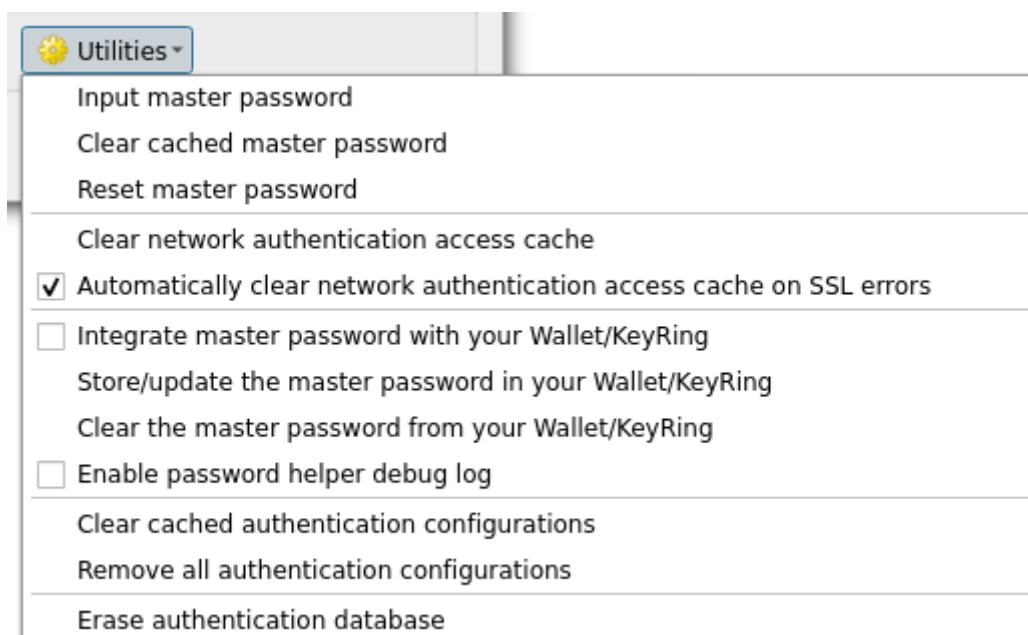 Utilities
Input master password
Clear cached master password
Reset master password
Clear network authentication access cache
Automatically clear network authentication access cache on SSL errors
Integrate master password with your Wallet/KeyRing
Store/update the master password in your Wallet/KeyRing
Clear the master password from your Wallet/KeyRing
Enable password helper debug log
Clear cached authentication configurations
Remove all authentication configurations
Erase authentication database